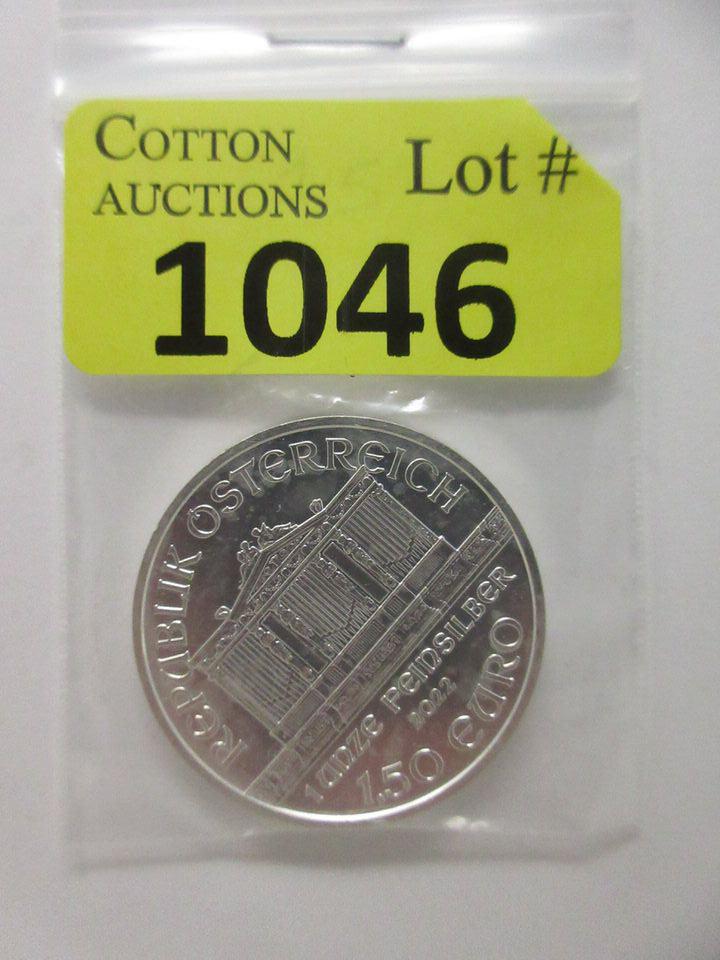 COTTON
AUCTIONS
Lot #
1046
REPUBLIK ÖSTERREICH
1 UNZE FEINSILBER
2022
1,50 EURO